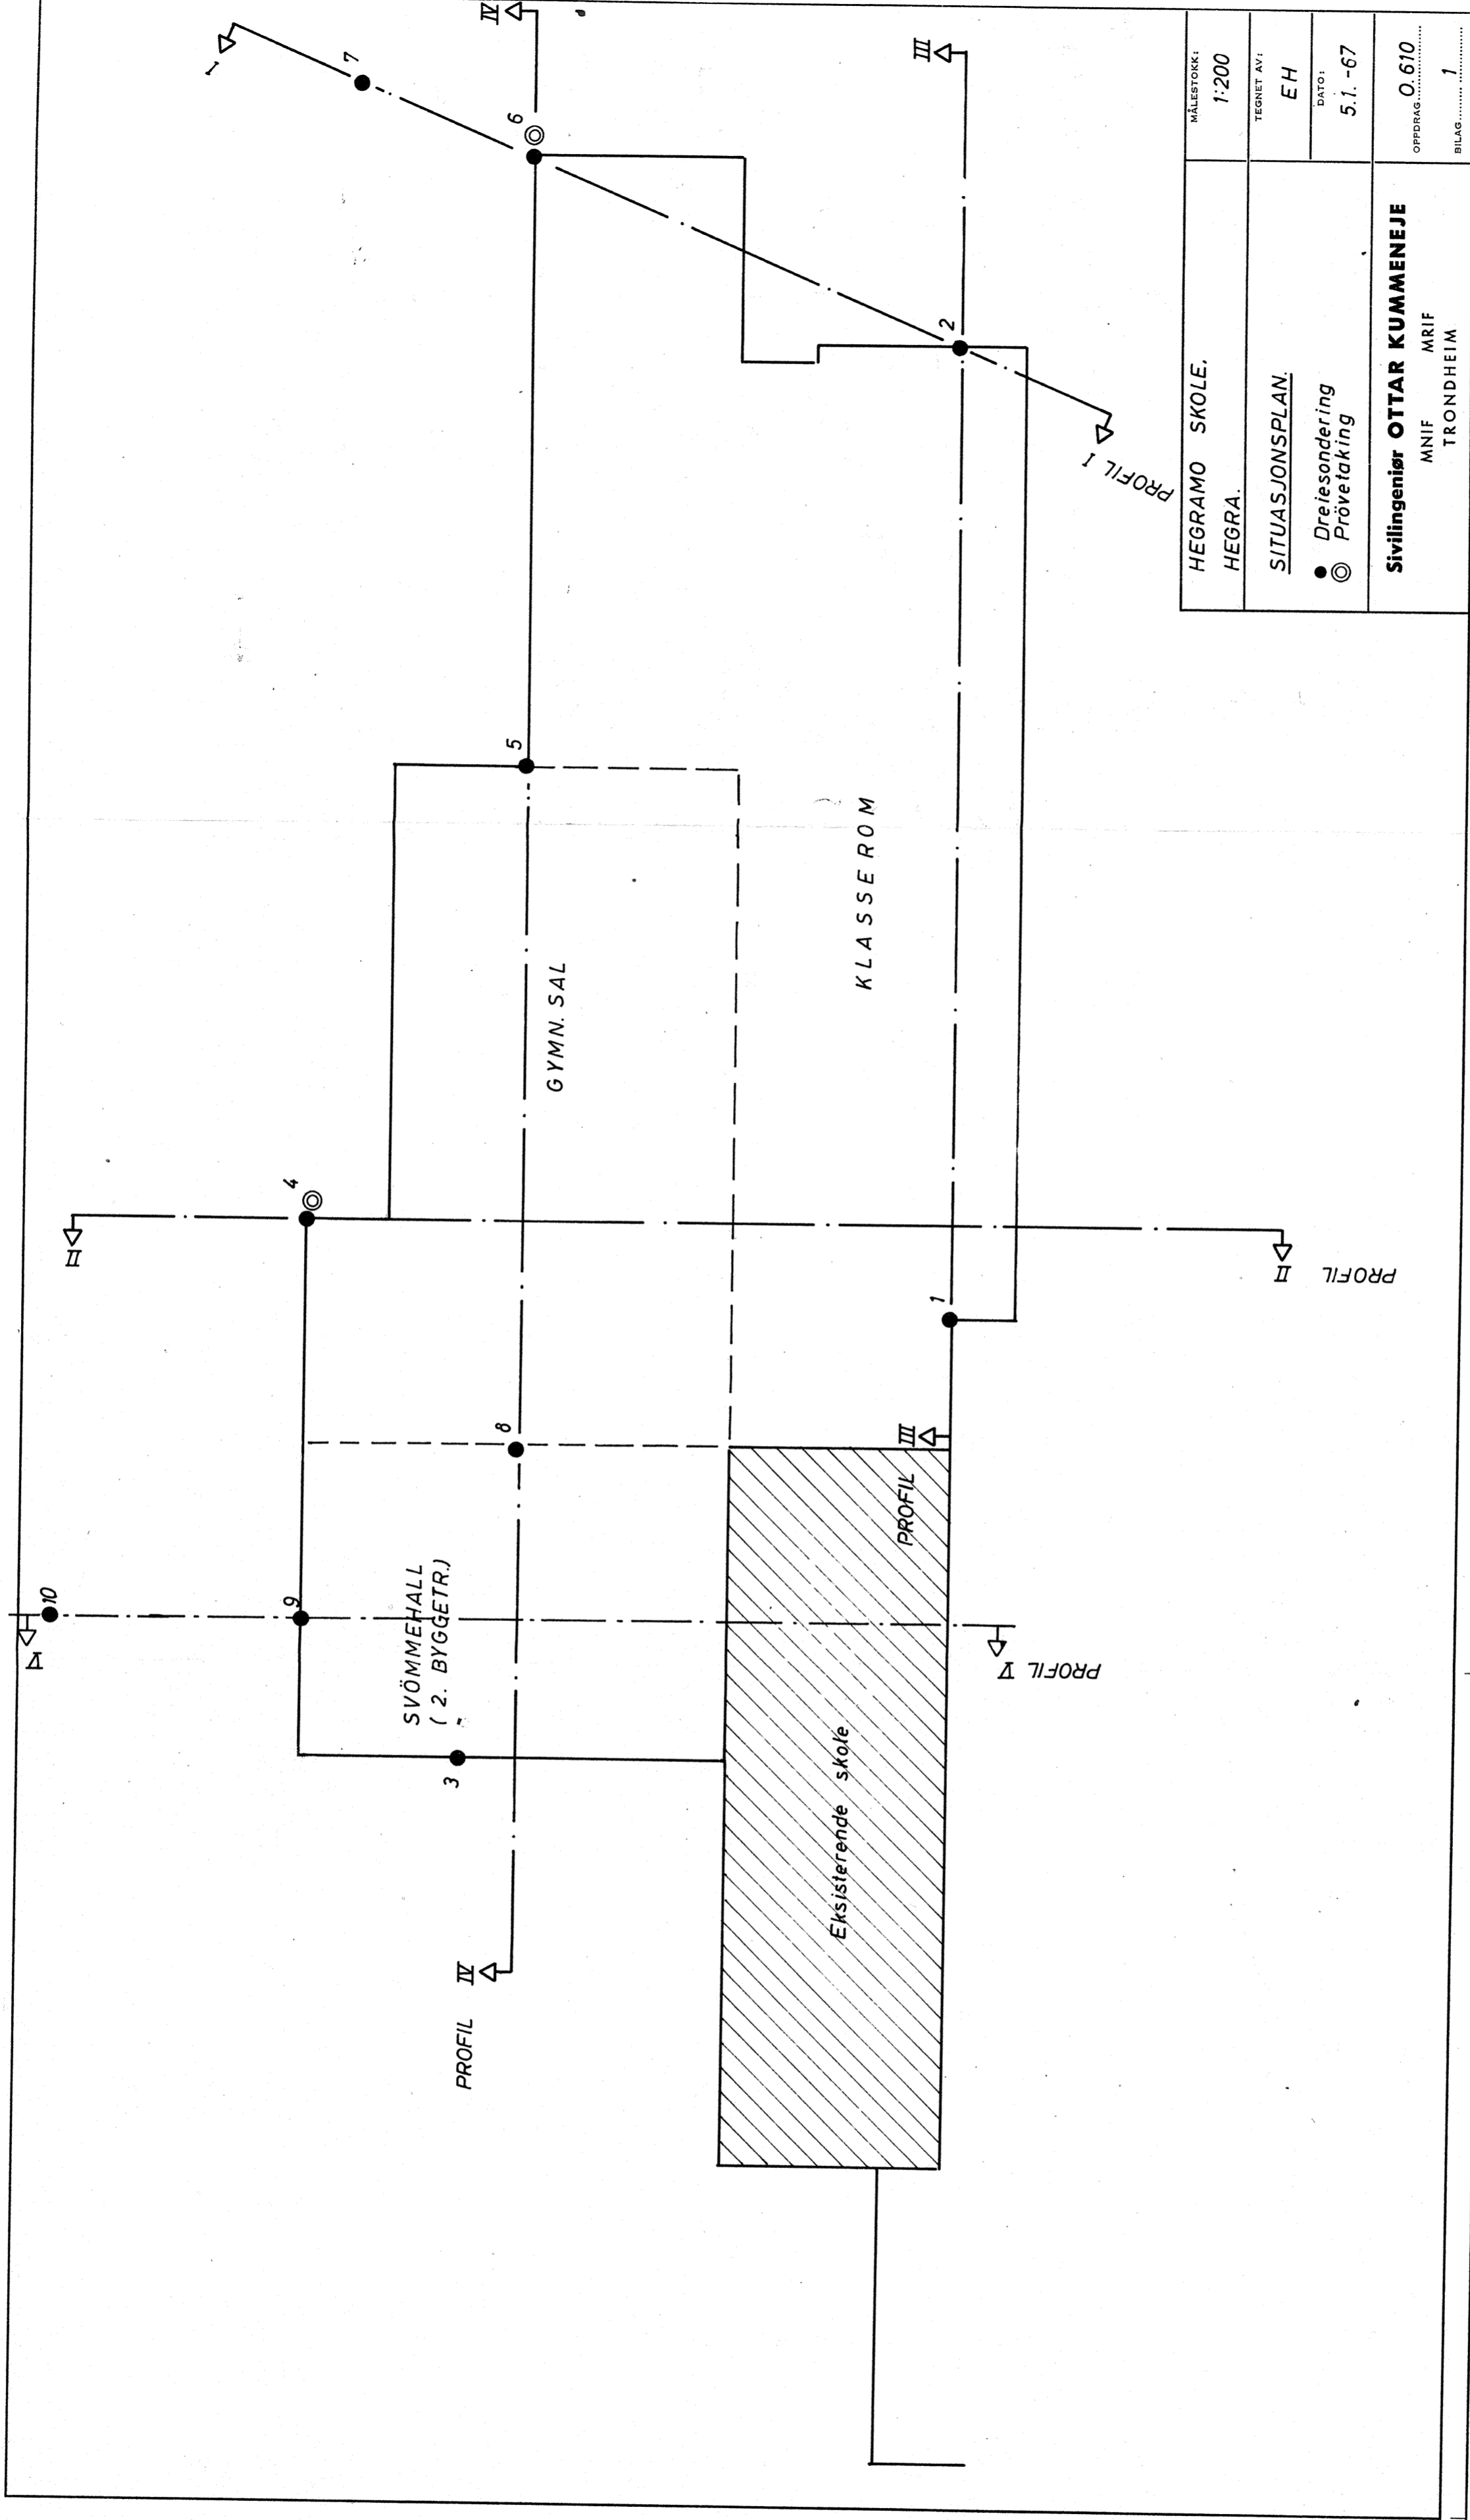 I
7
IV
6
III
2
PROFIL I
5
GYMN. SAL
KLASSEROM
4
II
II
PROFIL
1
8
III
PROFIL
9
10
V
SVÖMMEHALL
( 2. BYGGETR.)
V
PROFIL
3
Eksisterende skole
IV
PROFIL
HEGRAMO SKOLE,
HEGRA.
MÅLESTOKK:
1:200
SITUASJONSPLAN.
TEGNET AV:
EH
● Dreiesondering
◎ Prövetaking
DATO:
5.1. -67
Sivilingeniør OTTAR KUMMENEJE
MNIF MRIF
TRONDHEIM
OPPDRAG 0.610
BILAG 1